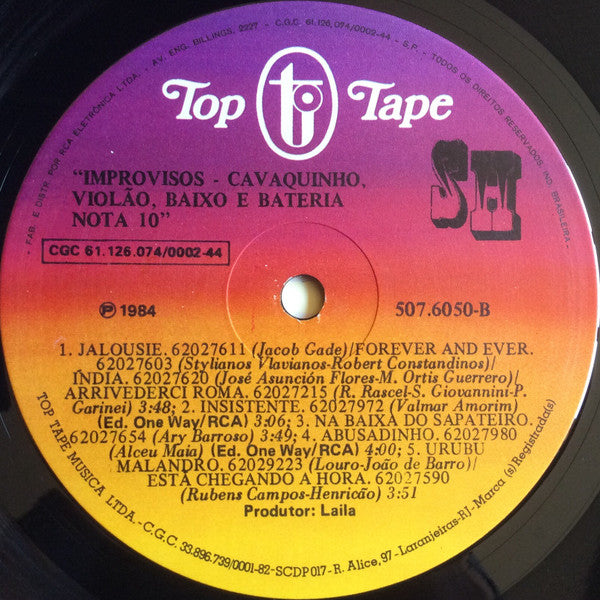 - FAB. E DISTR. POR RCA ELETRÔNICA LTDA. - AV. ENG. BILLINGS, 2227 - C.G.C. 61.126.074/0002-44 - S.P. - TODOS OS DIREITOS RESERVADOS. IND. BRASILEIRA -
Top Tape
SM
"IMPROVISOS - CAVAQUINHO,
VIOLÃO, BAIXO E BATERIA
NOTA 10"
CGC 61.126.074/0002-44
℗ 1984
507.6050-B
1. JALOUSIE. 62027611 (Jacob Gade)/FOREVER AND EVER.
62027603 (Stylianos Vlavianos-Robert Constandinos)/
ÍNDIA. 62027620 (José Asunción Flores-M. Ortis Guerrero)/
ARRIVEDERCI ROMA. 62027215 (R. Rascel-S. Giovannini-P.
Garinei) 3:48; 2. INSISTENTE. 62027972 (Valmar Amorim)
(Ed. One Way/RCA) 3:06; 3. NA BAIXA DO SAPATEIRO.
62027654 (Ary Barroso) 3:49; 4. ABUSADINHO. 62027980
(Alceu Maia) (Ed. One Way/RCA) 4:00; 5. URUBU
MALANDRO. 62029223 (Louro-João de Barro)/
ESTÁ CHEGANDO A HORA. 62027590
(Rubens Campos-Henricão) 3:51
Produtor: Laila
TOP TAPE MUSICA LTDA. - C.G.C. 33.896.739/0001-82-SCDP 017 - R. Alice, 97 - Laranjeiras-RJ - Marca (s) Registrada(s)